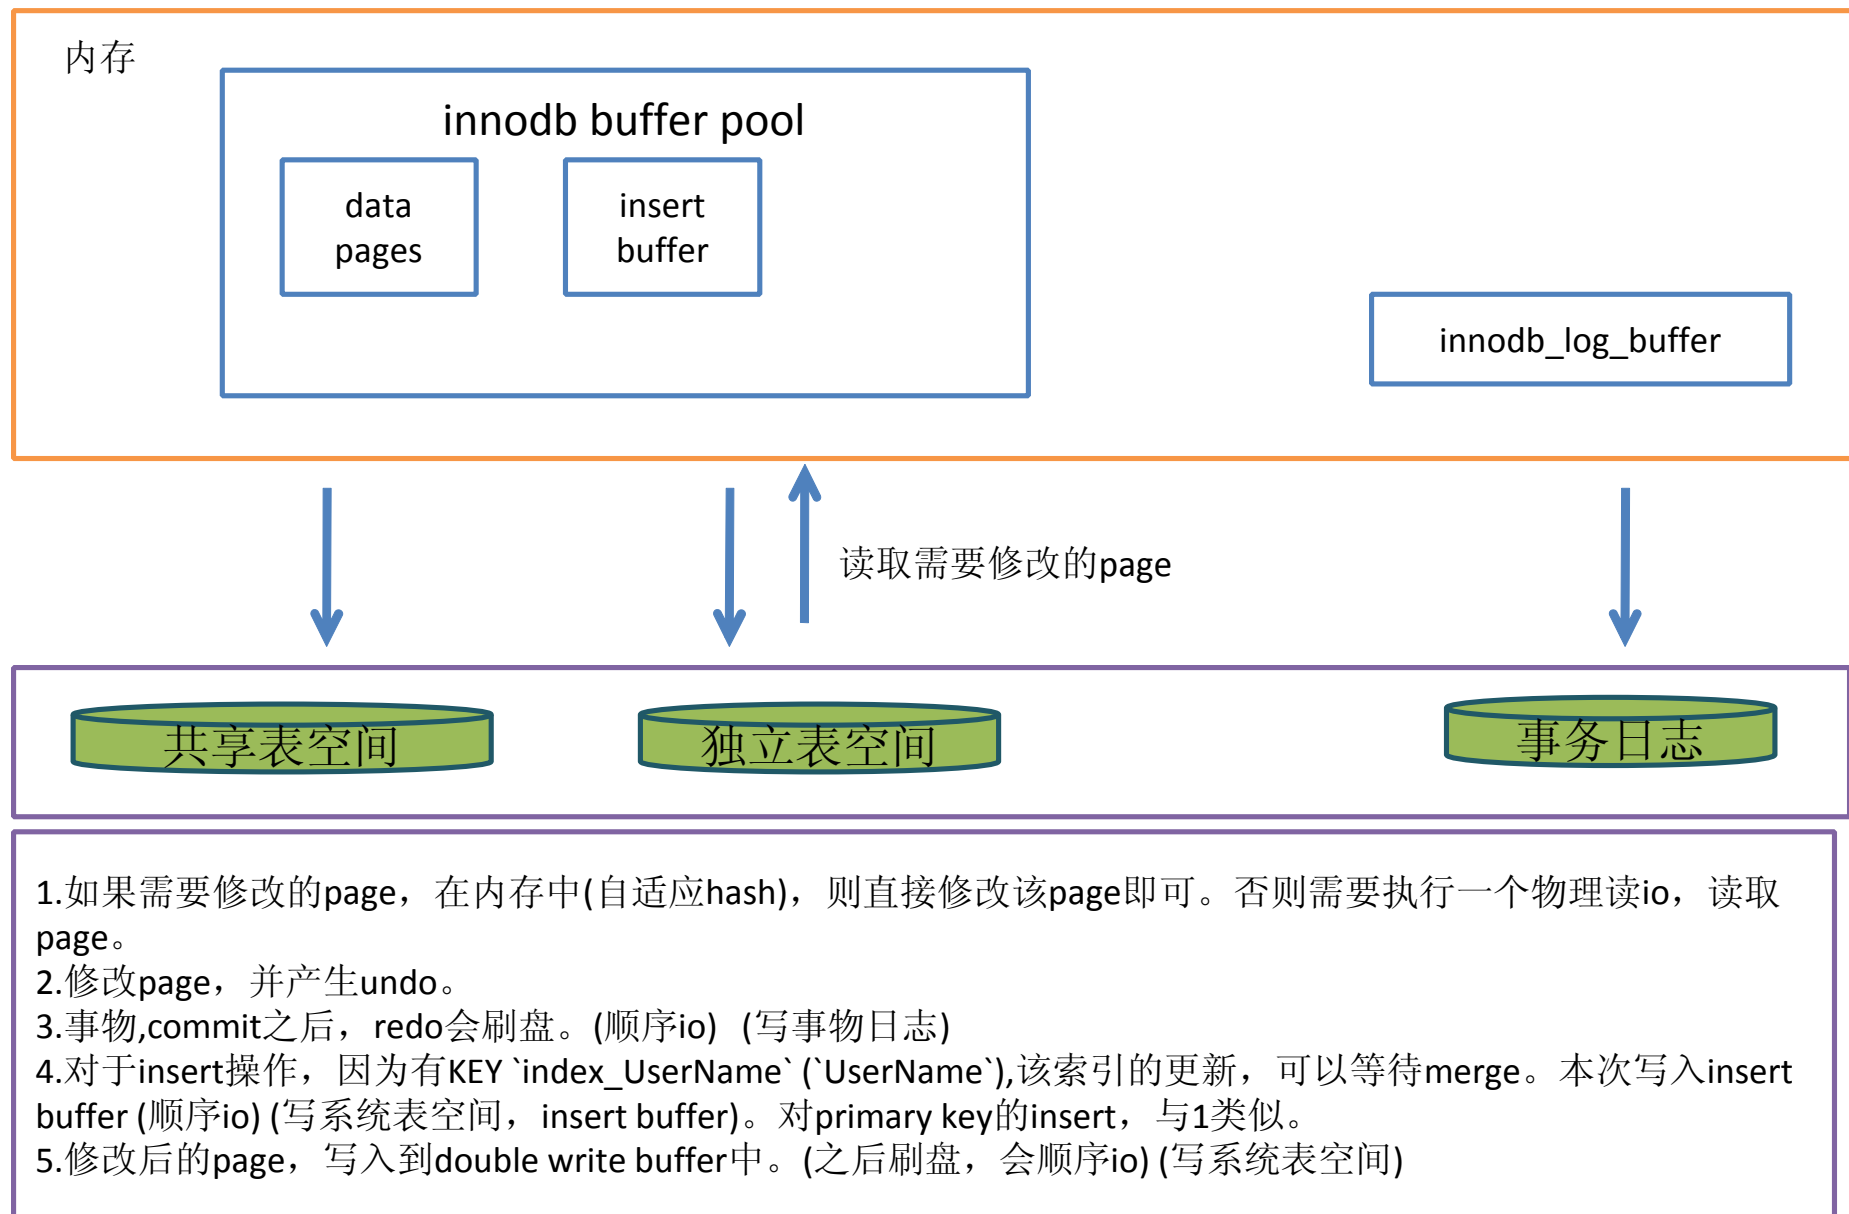 内存
innodb buffer pool
data
pages
insert
buffer
innodb_log_buffer
读取需要修改的page
共享表空间
独立表空间
事务日志
1.如果需要修改的page，在内存中(自适应hash)，则直接修改该page即可。否则需要执行一个物理读io，读取
page。
2.修改page，并产生undo。
3.事物,commit之后，redo会刷盘。(顺序io) (写事物日志)
4.对于insert操作，因为有KEY `index_UserName` (`UserName`),该索引的更新，可以等待merge。本次写入insert
buffer (顺序io) (写系统表空间，insert buffer)。对primary key的insert，与1类似。
5.修改后的page，写入到double write buffer中。(之后刷盘，会顺序io) (写系统表空间)